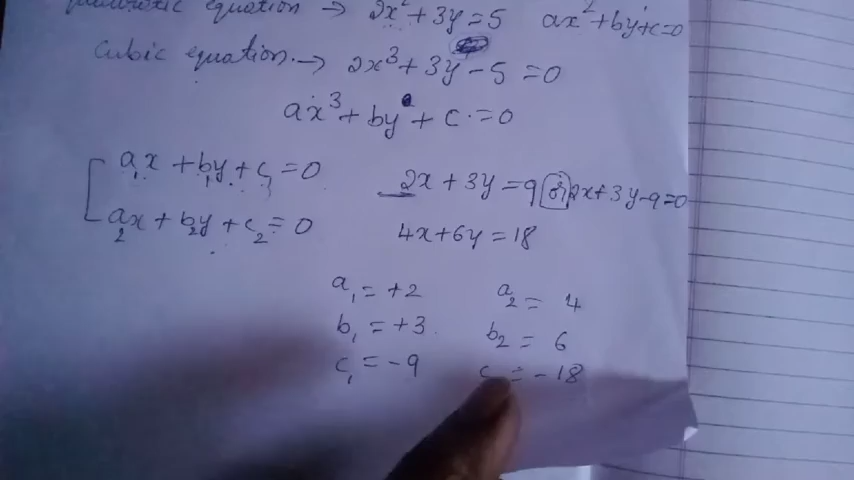 equation → 2x² + 3y = 5 ax² + by + c = 0
Cubic equation. → 2x³ + 3y - 5 = 0
ax³ + by + c = 0
a₁x + b₁y + c₁ = 0 2x + 3y = 9 or 2x + 3y - 9 = 0
a₂x + b₂y + c₂ = 0 4x + 6y = 18
a₁ = +2 a₂ = 4
b₁ = +3 b₂ = 6
c₁ = -9 c = -18